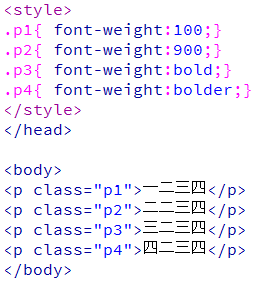 <style>
.p1{ font-weight:100;}
.p2{ font-weight:900;}
.p3{ font-weight:bold;}
.p4{ font-weight:bolder;}
</style>
</head>

<body>
<p class="p1">一二三四</p>
<p class="p2">二二三四</p>
<p class="p3">三二三四</p>
<p class="p4">四二三四</p>
</body>